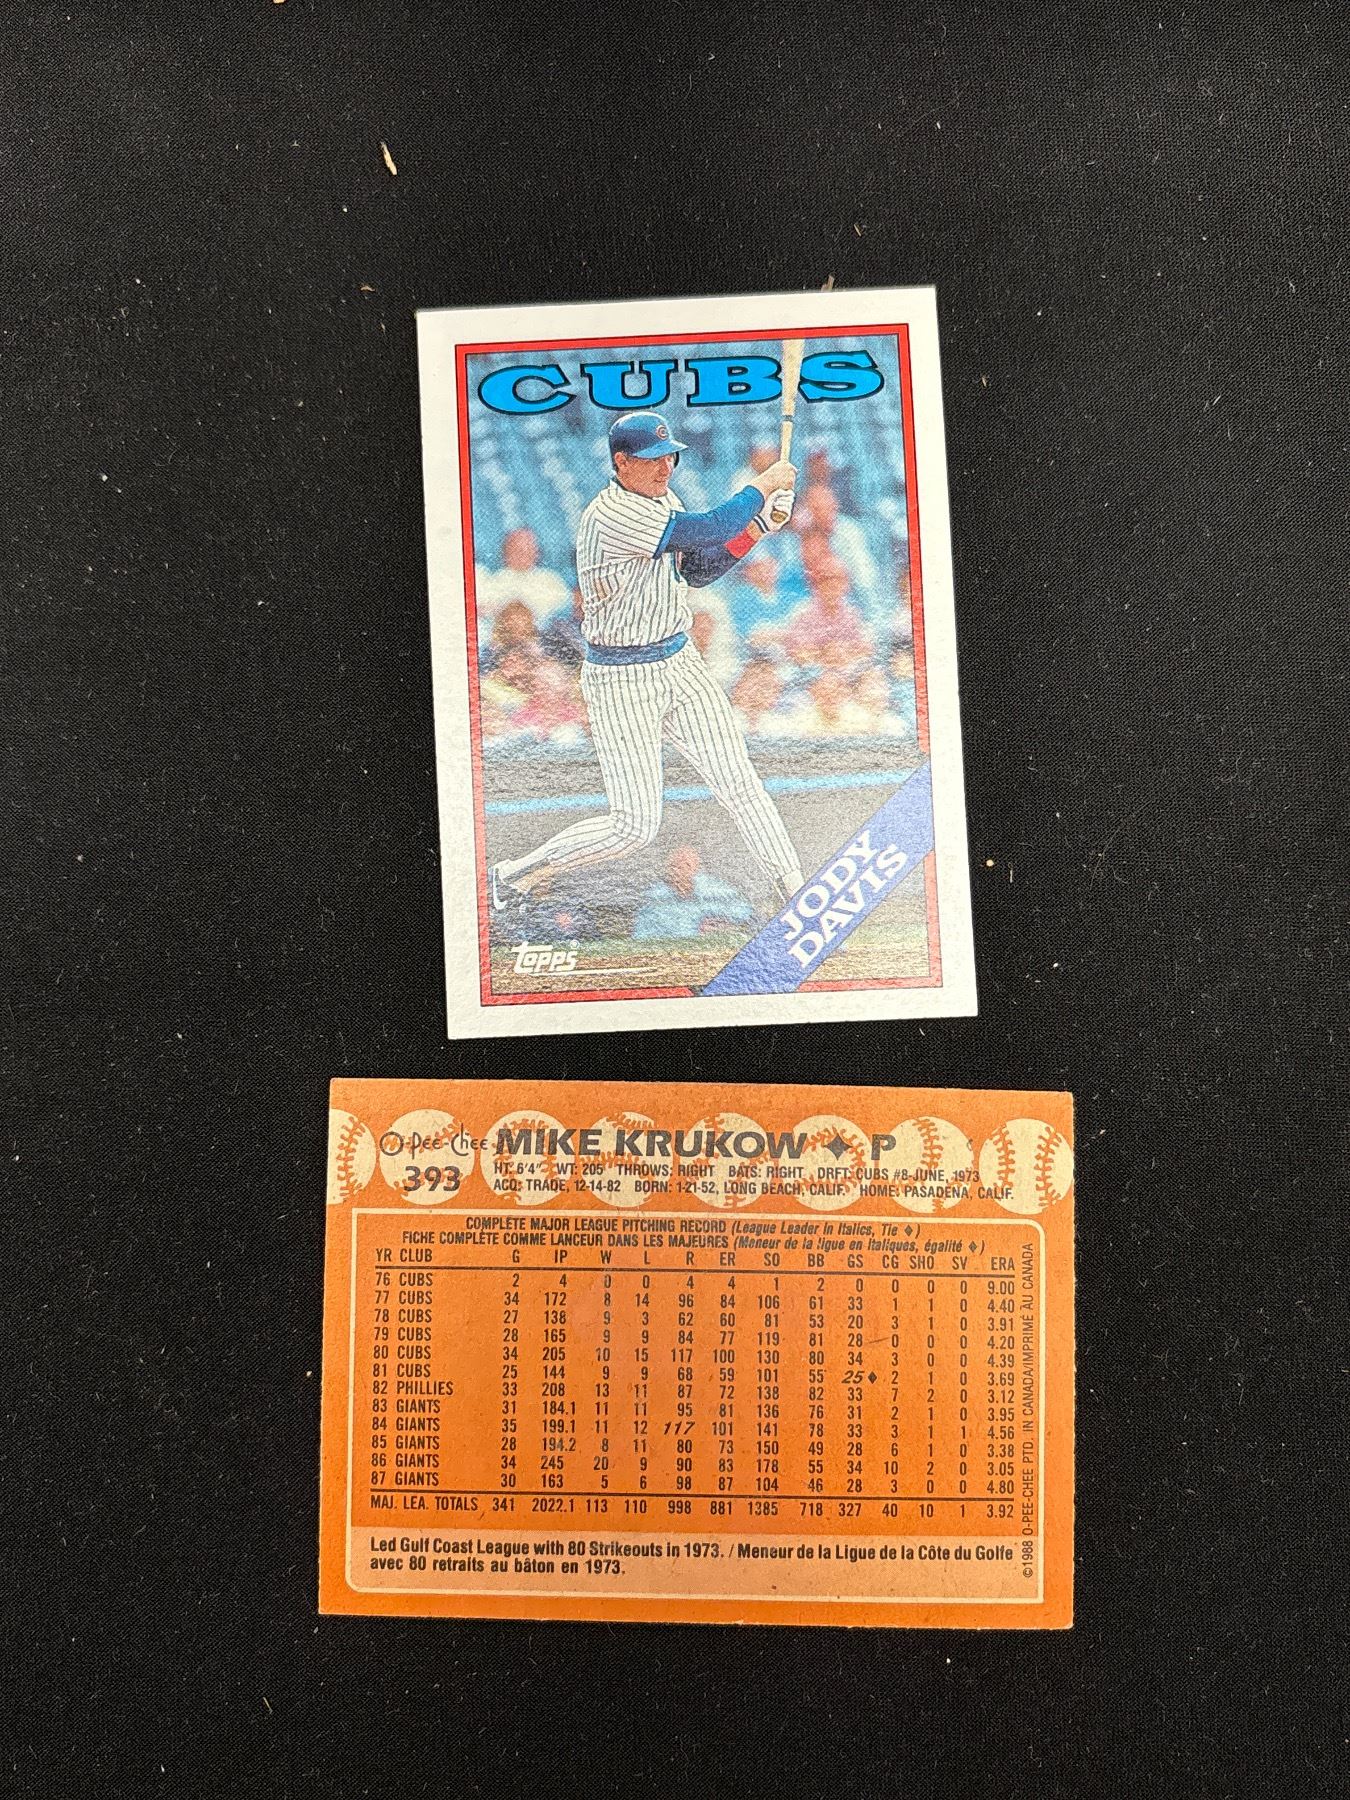 CUBS
JODY
DAVIS
topps®
O-Pee-Chee MIKE KRUKOW ✦ P
393
HT: 6'4" WT: 205 THROWS: RIGHT BATS: RIGHT DRFT: CUBS #8-JUNE, 1973
ACQ: TRADE, 12-14-82 BORN: 1-21-52, LONG BEACH, CALIF. HOME: PASADENA, CALIF.
COMPLETE MAJOR LEAGUE PITCHING RECORD (League Leader in Italics, Tie ♦)
FICHE COMPLÈTE COMME LANCEUR DANS LES MAJEURES (Meneur de la ligue en italiques, égalité ♦)
YR CLUB G IP W L R ER SO BB GS CG SHO SV ERA
76 CUBS 2 4 0 0 4 4 1 2 0 0 0 0 9.00
77 CUBS 34 172 8 14 96 84 106 61 33 1 1 0 4.40
78 CUBS 27 138 9 3 62 60 81 53 20 3 1 0 3.91
79 CUBS 28 165 9 9 84 77 119 81 28 0 0 0 4.20
80 CUBS 34 205 10 15 117 100 130 80 34 3 0 0 4.39
81 CUBS 25 144 9 9 68 59 101 55 25♦ 2 1 0 3.69
82 PHILLIES 33 208 13 11 87 72 138 82 33 7 2 0 3.12
83 GIANTS 31 184.1 11 11 95 81 136 76 31 2 1 0 3.95
84 GIANTS 35 199.1 11 12 117 101 141 78 33 3 1 1 4.56
85 GIANTS 28 194.2 8 11 80 73 150 49 28 6 1 0 3.38
86 GIANTS 34 245 20 9 90 83 178 55 34 10 2 0 3.05
87 GIANTS 30 163 5 6 98 87 104 46 28 3 0 0 4.80
MAJ. LEA. TOTALS 341 2022.1 113 110 998 881 1385 718 327 40 10 1 3.92
Led Gulf Coast League with 80 Strikeouts in 1973. / Meneur de la Ligue de la Côte du Golfe
avec 80 retraits au bâton en 1973.
©1988 O-PEE-CHEE PTD. IN CANADA/IMPRIMÉ AU CANADA